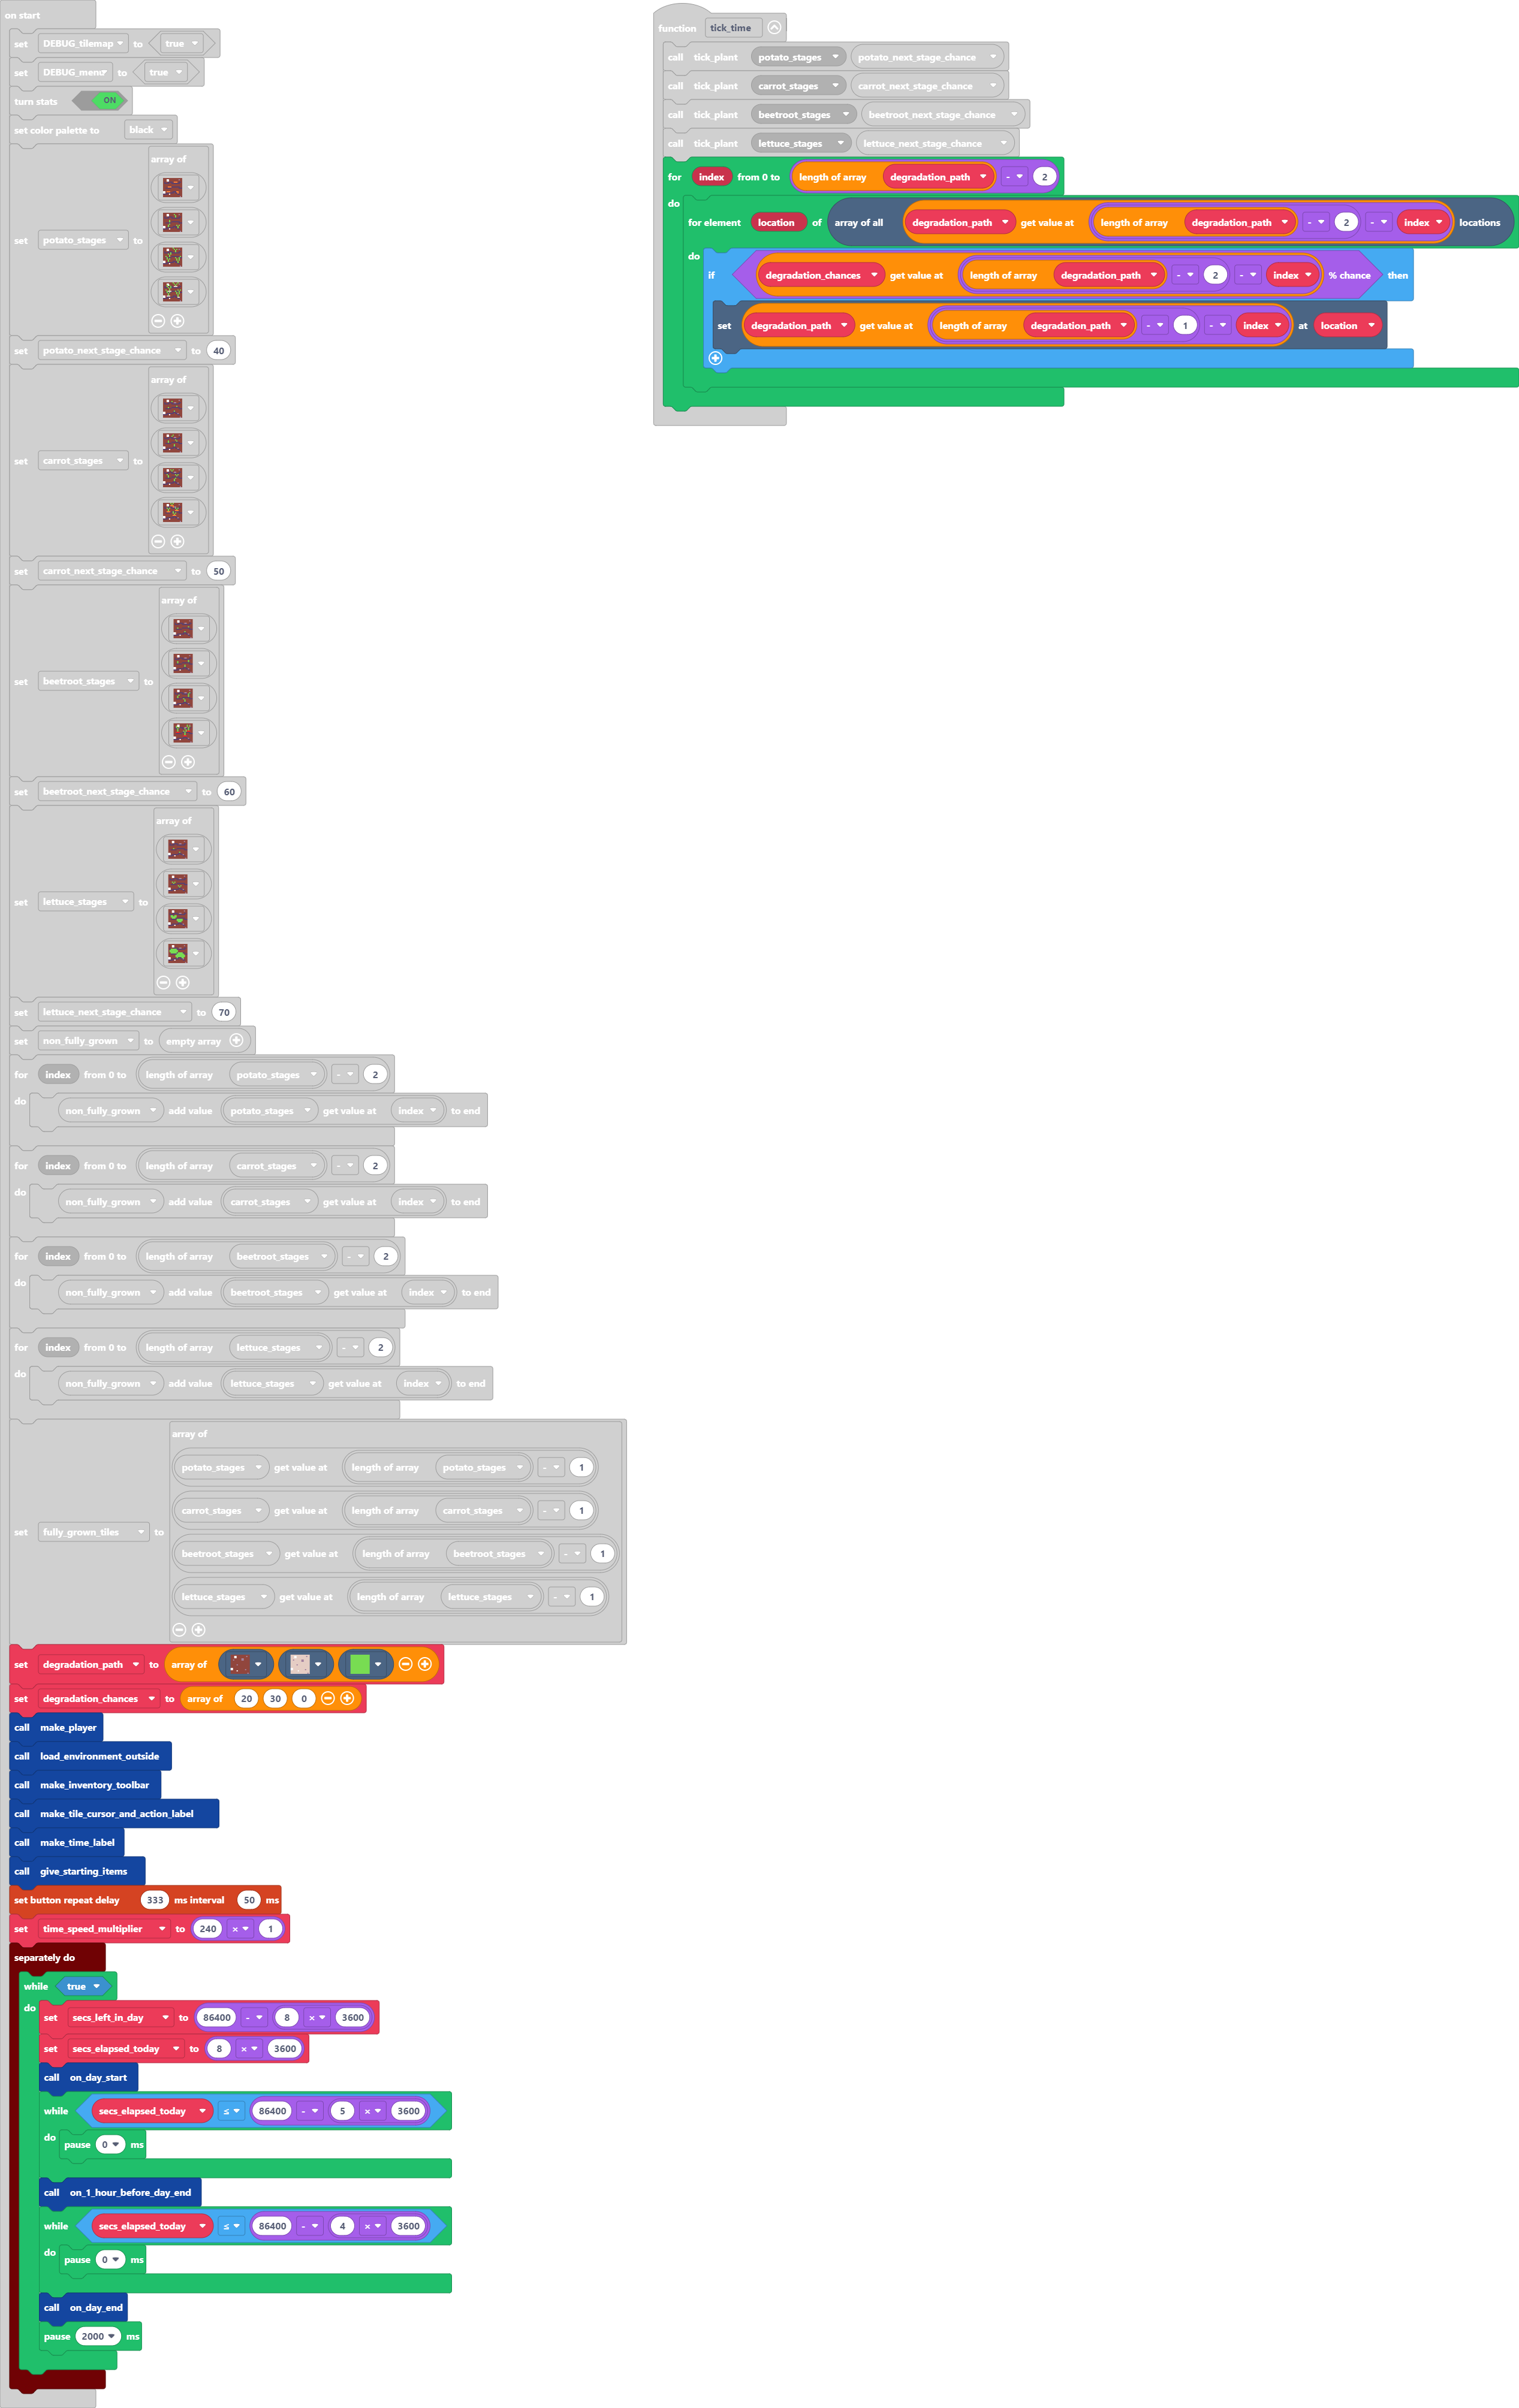 on start
set DEBUG_tilemap to true
set DEBUG_menu to true
turn stats ON
set color palette to black
set potato_stages to array of
set potato_next_stage_chance to 40
set carrot_stages to array of
set carrot_next_stage_chance to 50
set beetroot_stages to array of
set beetroot_next_stage_chance to 60
set lettuce_stages to array of
set lettuce_next_stage_chance to 70
set non_fully_grown to empty array
for index from 0 to length of array potato_stages - 2
do non_fully_grown add value potato_stages get value at index to end
for index from 0 to length of array carrot_stages - 2
do non_fully_grown add value carrot_stages get value at index to end
for index from 0 to length of array beetroot_stages - 2
do non_fully_grown add value beetroot_stages get value at index to end
for index from 0 to length of array lettuce_stages - 2
do non_fully_grown add value lettuce_stages get value at index to end
set fully_grown_tiles to array of
potato_stages get value at length of array potato_stages - 1
carrot_stages get value at length of array carrot_stages - 1
beetroot_stages get value at length of array beetroot_stages - 1
lettuce_stages get value at length of array lettuce_stages - 1
set degradation_path to array of
set degradation_chances to array of 20 30 0
call make_player
call load_environment_outside
call make_inventory_toolbar
call make_tile_cursor_and_action_label
call make_time_label
call give_starting_items
set button repeat delay 333 ms interval 50 ms
set time_speed_multiplier to 240 × 1
separately do
while true
do set secs_left_in_day to 86400 - 8 × 3600
set secs_elapsed_today to 8 × 3600
call on_day_start
while secs_elapsed_today ≤ 86400 - 5 × 3600
do pause 0 ms
call on_1_hour_before_day_end
while secs_elapsed_today ≤ 86400 - 4 × 3600
do pause 0 ms
call on_day_end
pause 2000 ms
function tick_time
call tick_plant potato_stages potato_next_stage_chance
call tick_plant carrot_stages carrot_next_stage_chance
call tick_plant beetroot_stages beetroot_next_stage_chance
call tick_plant lettuce_stages lettuce_next_stage_chance
for index from 0 to length of array degradation_path - 2
do for element location of array of all degradation_path get value at length of array degradation_path - 2 - index locations
do if degradation_chances get value at length of array degradation_path - 2 - index % chance then
set degradation_path get value at length of array degradation_path - 1 - index at location